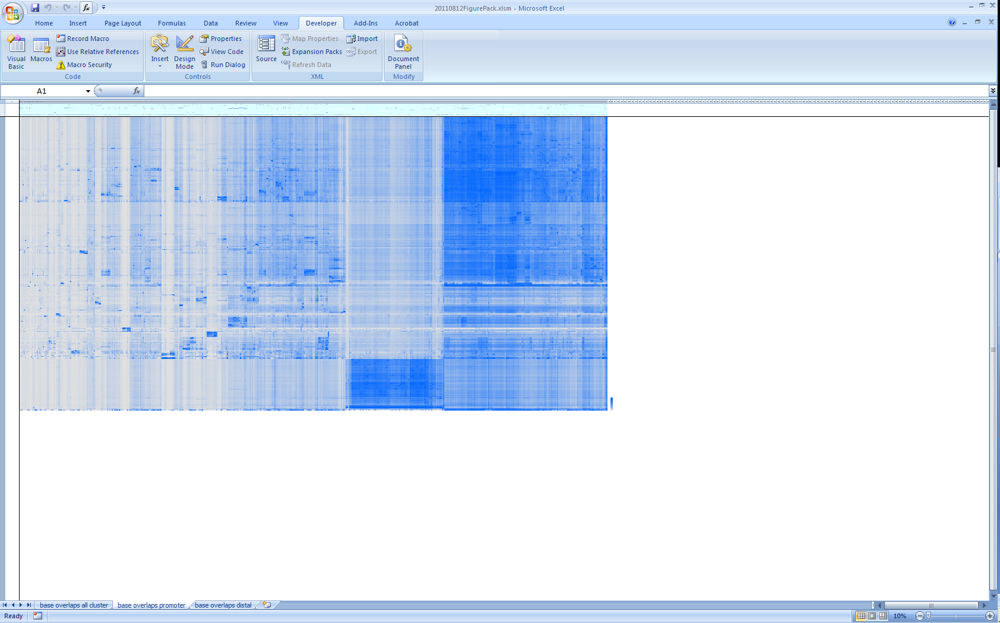 20110812FigurePack.xlsm - Microsoft Excel
Home Insert Page Layout Formulas Data Review View Developer Add-Ins Acrobat
Visual Basic
Macros
Record Macro
Use Relative References
Macro Security
Code
Insert
Design Mode
Properties
View Code
Run Dialog
Controls
Source
Map Properties
Expansion Packs
Refresh Data
Import
Export
XML
Document Panel
Modify
A1
fx
base overlaps all cluster base overlaps promoter base overlaps distal
Ready
10%